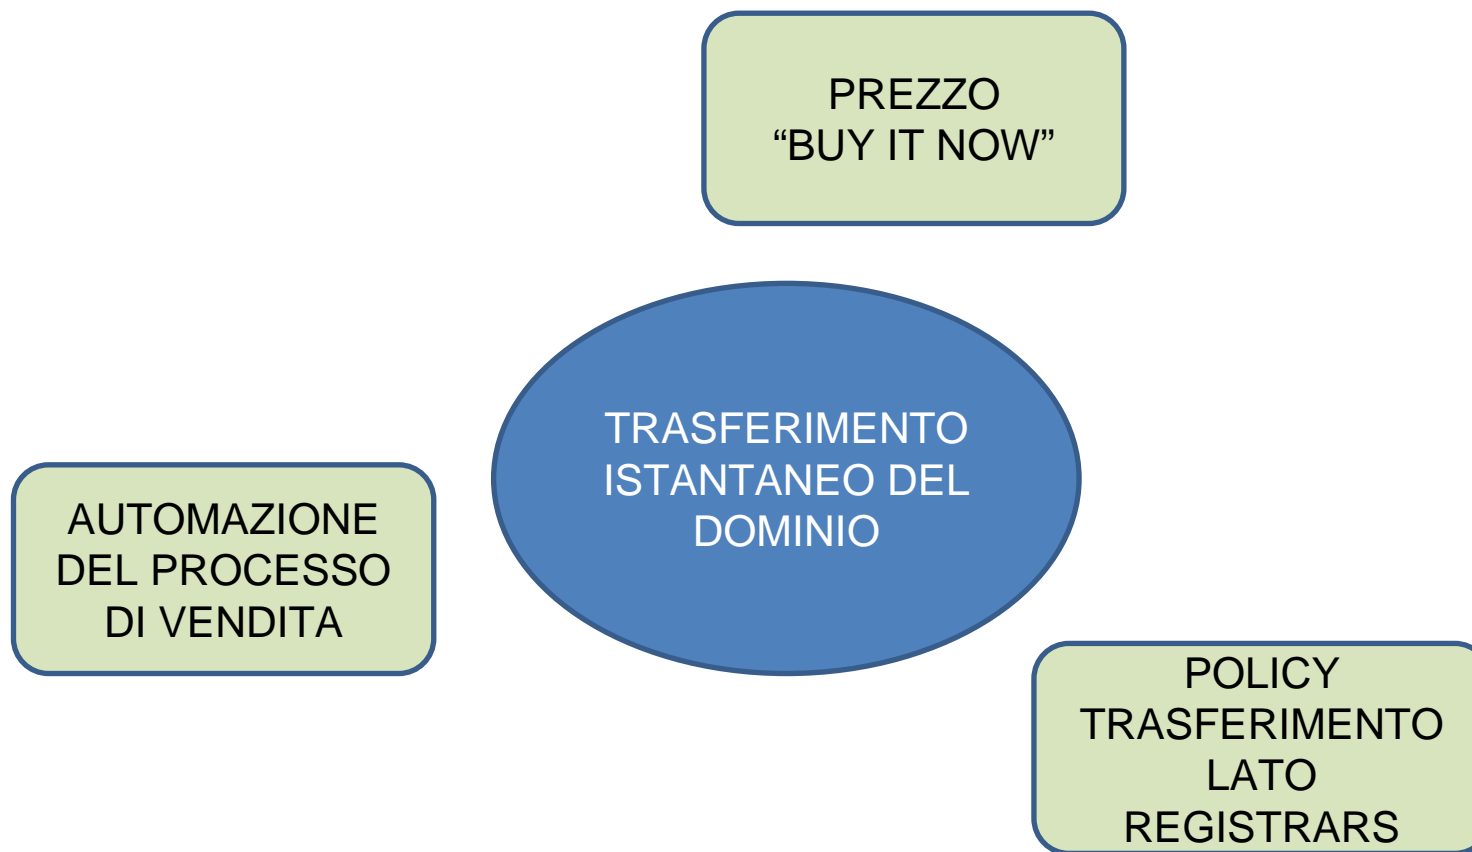 PREZZO
“BUY IT NOW”
TRASFERIMENTO
ISTANTANEO DEL
DOMINIO
AUTOMAZIONE
DEL PROCESSO
DI VENDITA
POLICY
TRASFERIMENTO
LATO
REGISTRARS